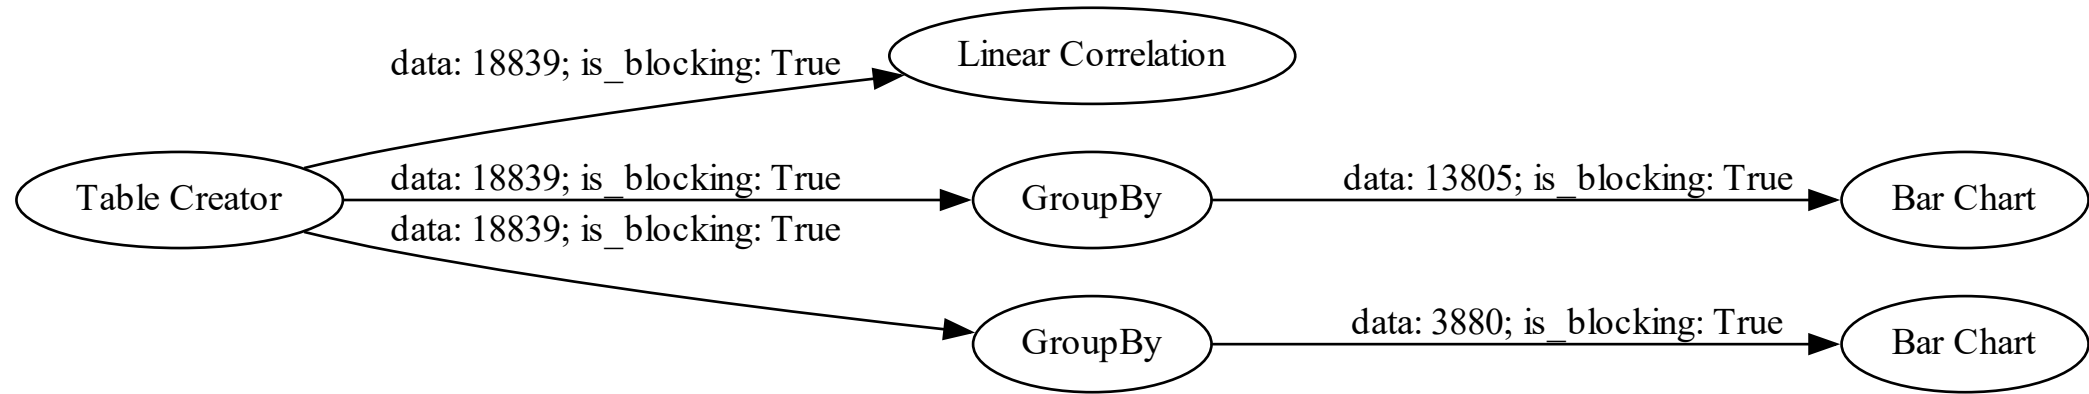 Linear Correlation
data: 18839; is_blocking: True
Table Creator
data: 18839; is_blocking: True
GroupBy
data: 13805; is_blocking: True
Bar Chart
data: 18839; is_blocking: True
GroupBy
data: 3880; is_blocking: True
Bar Chart